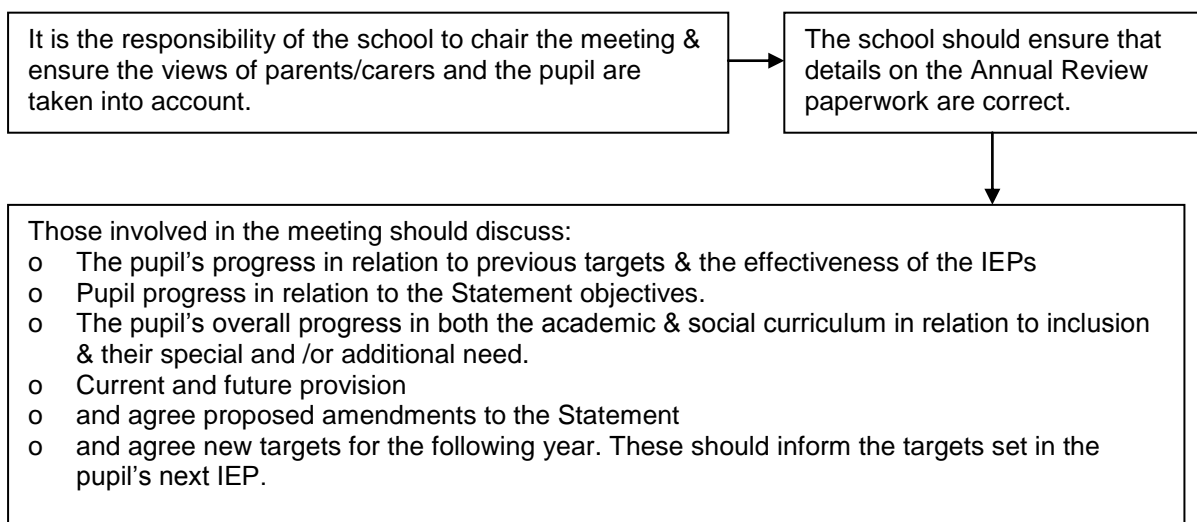 It is the responsibility of the school to chair the meeting &
ensure the views of parents/carers and the pupil are
taken into account.
The school should ensure that
details on the Annual Review
paperwork are correct.
Those involved in the meeting should discuss:
o The pupil's progress in relation to previous targets & the effectiveness of the IEPs
o Pupil progress in relation to the Statement objectives.
o The pupil's overall progress in both the academic & social curriculum in relation to inclusion
& their special and /or additional need.
o Current and future provision
o and agree proposed amendments to the Statement
o and agree new targets for the following year. These should inform the targets set in the
pupil's next IEP.